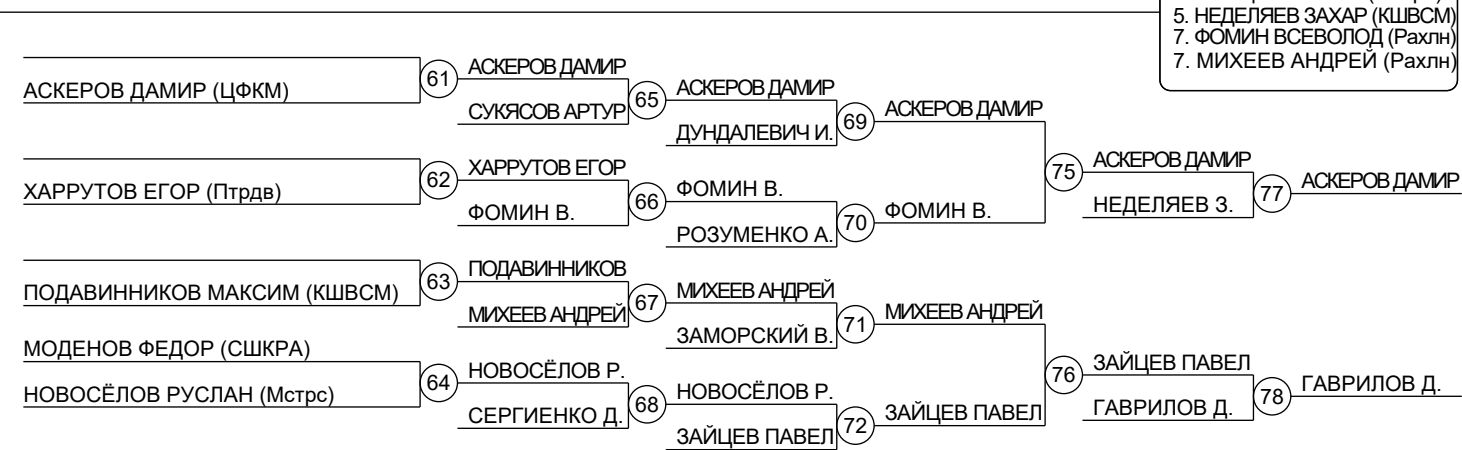 5. НЕДЕЛЯЕВ ЗАХАР (КШВСМ)
7. ФОМИН ВСЕВОЛОД (Рахлн)
7. МИХЕЕВ АНДРЕЙ (Рахлн)
АСКЕРОВ ДАМИР (ЦФКМ)
61
АСКЕРОВ ДАМИР
СУКЯСОВ АРТУР
65
АСКЕРОВ ДАМИР
ДУНДАЛЕВИЧ И.
69
АСКЕРОВ ДАМИР
ХАРРУТОВ ЕГОР (Птрдв)
62
ХАРРУТОВ ЕГОР
ФОМИН В.
66
ФОМИН В.
РОЗУМЕНКО А.
70
ФОМИН В.
75
АСКЕРОВ ДАМИР
НЕДЕЛЯЕВ З.
77
АСКЕРОВ ДАМИР
ПОДАВИННИКОВ МАКСИМ (КШВСМ)
63
ПОДАВИННИКОВ
МИХЕЕВ АНДРЕЙ
67
МИХЕЕВ АНДРЕЙ
ЗАМОРСКИЙ В.
71
МИХЕЕВ АНДРЕЙ
МОДЕНОВ ФЕДОР (СШКРА)
НОВОСЁЛОВ РУСЛАН (Мстрс)
64
НОВОСЁЛОВ Р.
СЕРГИЕНКО Д.
68
НОВОСЁЛОВ Р.
ЗАЙЦЕВ ПАВЕЛ
72
ЗАЙЦЕВ ПАВЕЛ
76
ЗАЙЦЕВ ПАВЕЛ
ГАВРИЛОВ Д.
78
ГАВРИЛОВ Д.